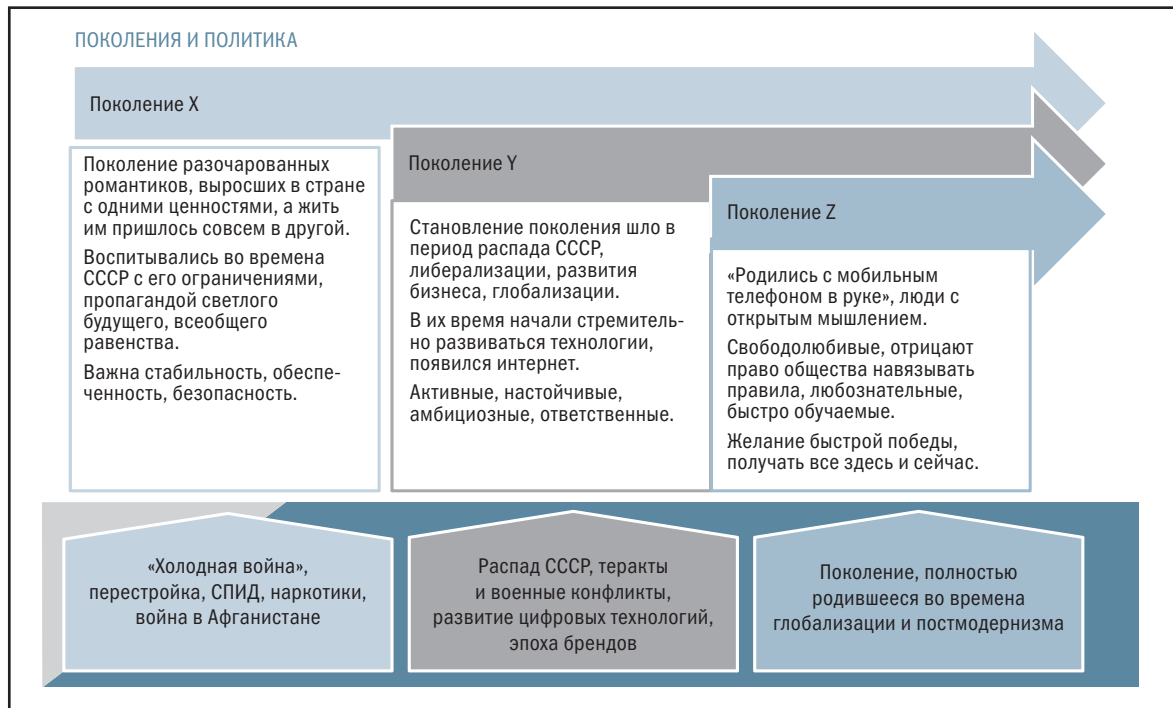 ПОКОЛЕНИЯ И ПОЛИТИКА
Поколение X
Поколение разочарованных
романтиков, выросших в стране
с одними ценностями, а жить
им пришлось совсем в другой.
Воспитывались во времена
СССР с его ограничениями,
пропагандой светлого
будущего, всеобщего
равенства.
Важна стабильность, обеспе-
ченность, безопасность.
Поколение Y
Становление поколения шло в
период распада СССР,
либерализации, развития
бизнеса, глобализации.
В их время начали стремитель-
но развиваться технологии,
появился интернет.
Активные, настойчивые,
амбициозные, ответственные.
Поколение Z
«Родились с мобильным
телефоном в руке», люди с
открытым мышлением.
Свободолюбивые, отрицают
право общества навязывать
правила, любознательные,
быстро обучаемые.
Желание быстрой победы,
получать все здесь и сейчас.
«Холодная война»,
перестройка, СПИД, наркотики,
война в Афганистане
Распад СССР, теракты
и военные конфликты,
развитие цифровых технологий,
эпоха брендов
Поколение, полностью
родившееся во времена
глобализации и постмодернизма